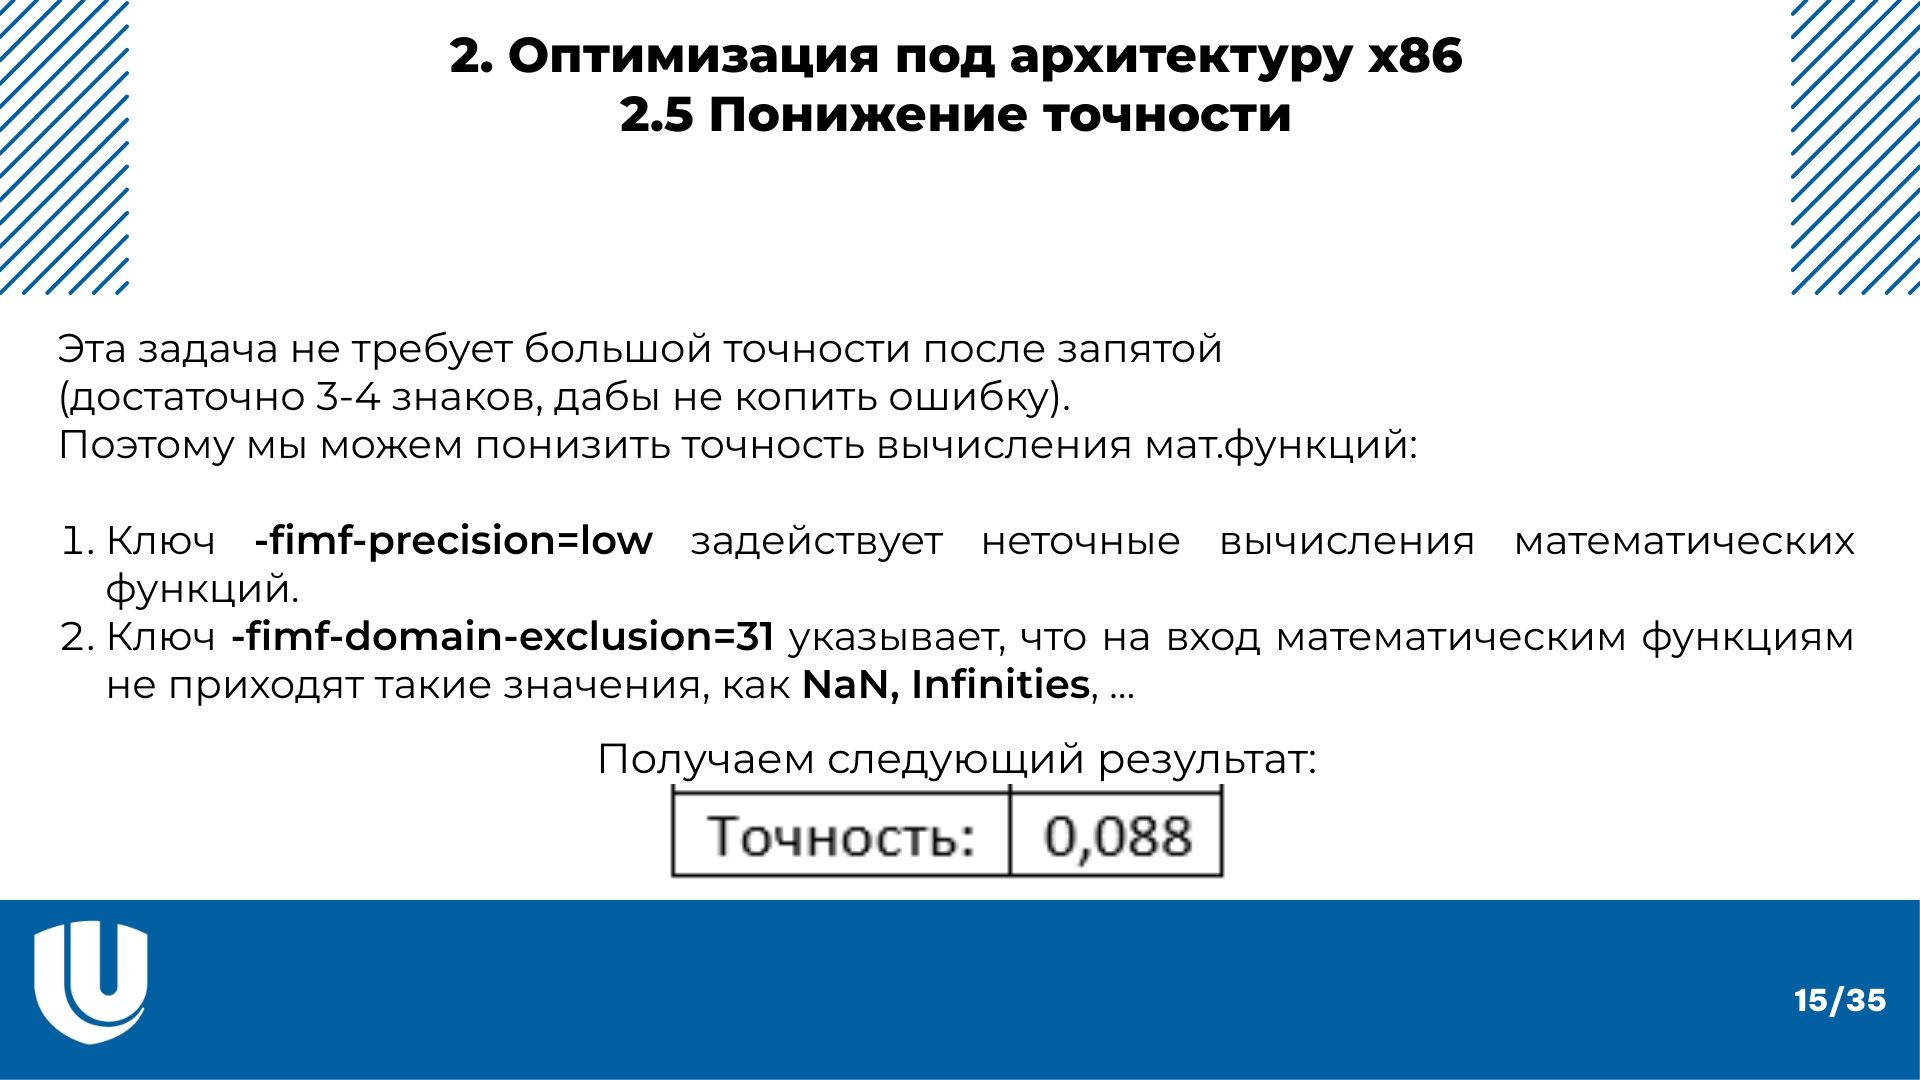 2. Оптимизация под архитектуру x86
2.5 Понижение точности
Эта задача не требует большой точности после запятой
(достаточно 3-4 знаков, дабы не копить ошибку).
Поэтому мы можем понизить точность вычисления мат.функций:
1. Ключ -fimf-precision=low задействует неточные вычисления математических
функций.
2. Ключ -fimf-domain-exclusion=31 указывает, что на вход математическим функциям
не приходят такие значения, как NaN, Infinities, ...
Получаем следующий результат:
Точность: 0,088
15/35